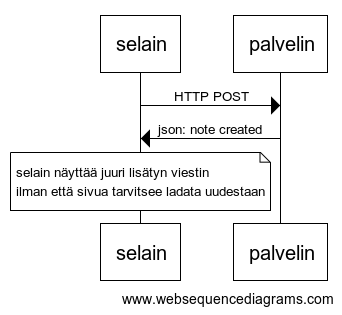 selain
palvelin
HTTP POST
json: note created
selain näyttää juuri lisätyn viestin
ilman että sivua tarvitsee ladata uudestaan
selain
palvelin
www.websequencediagrams.com